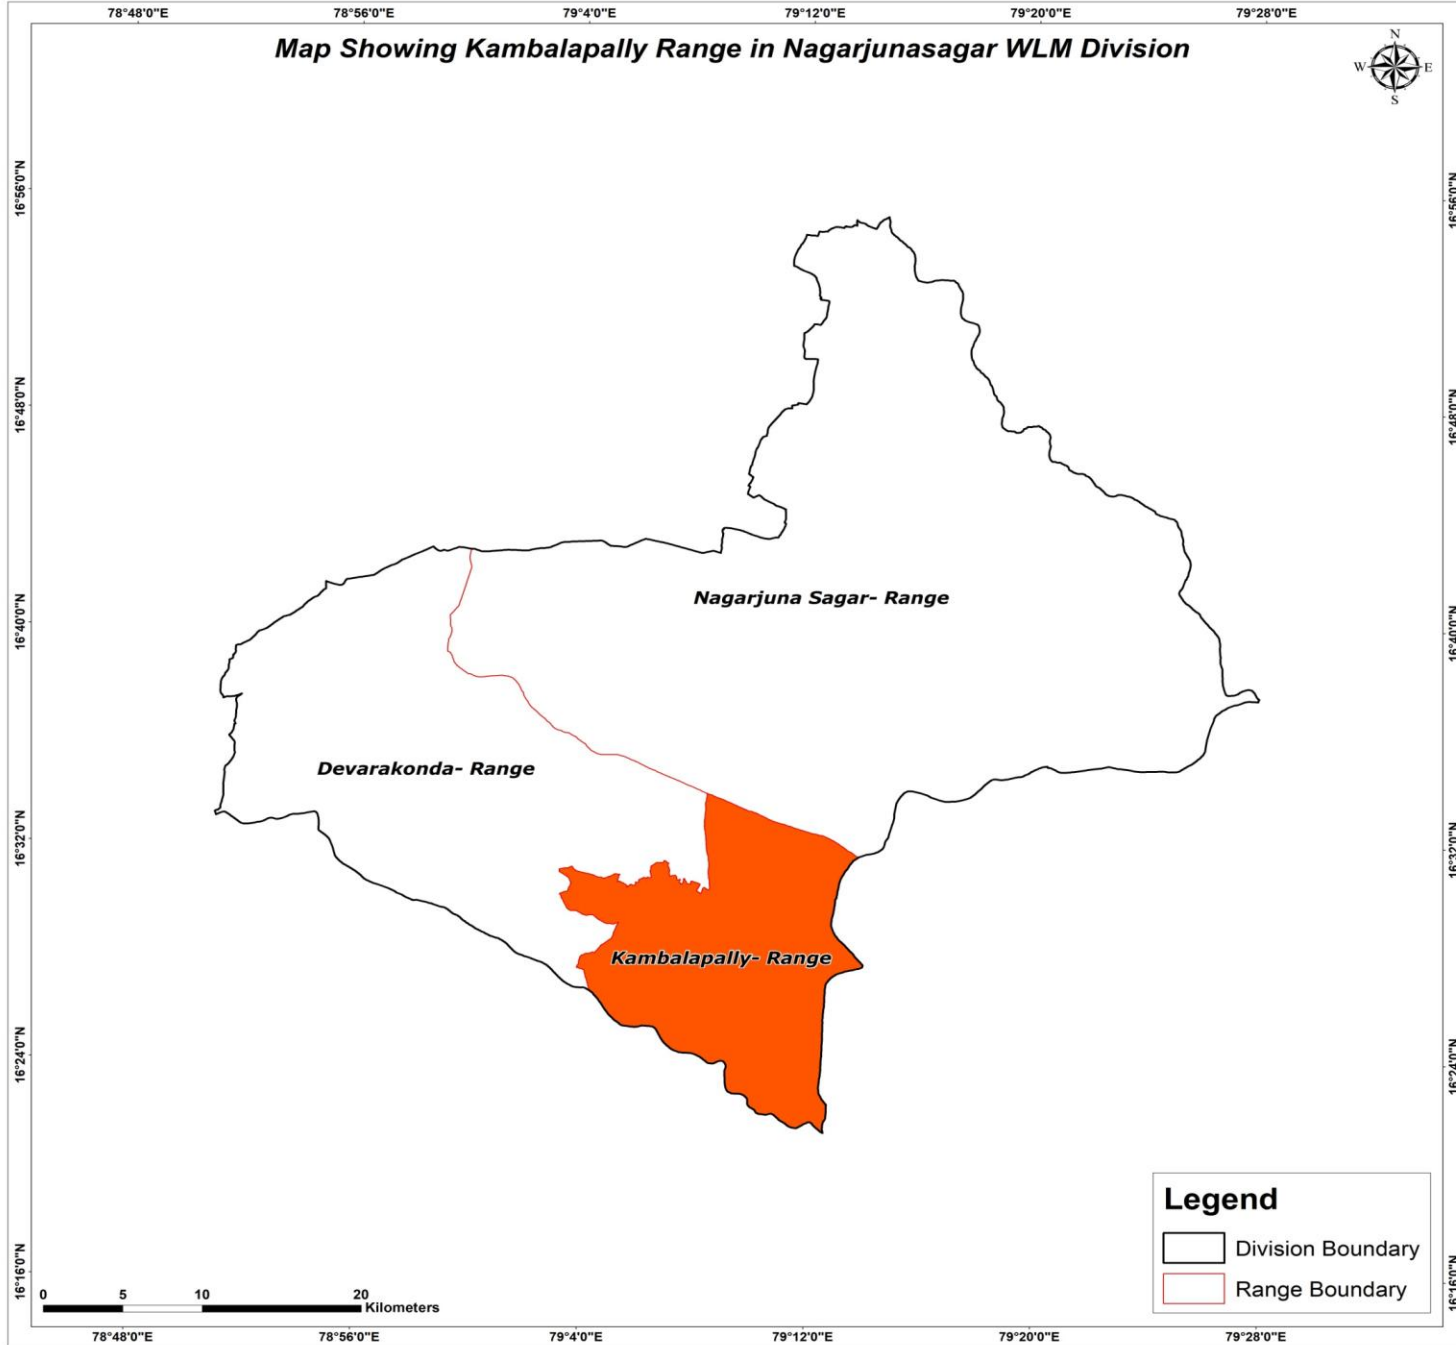 78°48'0"E 78°56'0"E 79°4'0"E 79°12'0"E 79°20'0"E 79°28'0"E
Map Showing Kambalapally Range in Nagarjunasagar WLM Division
N
W E
S
16°56'0"N 16°56'0"N
16°48'0"N 16°48'0"N
Nagarjuna Sagar- Range
16°40'0"N 16°40'0"N
Devarakonda- Range
16°32'0"N 16°32'0"N
Kambalapally- Range
16°24'0"N 16°24'0"N
Legend
Division Boundary
Range Boundary
16°16'0"N 16°16'0"N
0 5 10 20
Kilometers
78°48'0"E 78°56'0"E 79°4'0"E 79°12'0"E 79°20'0"E 79°28'0"E